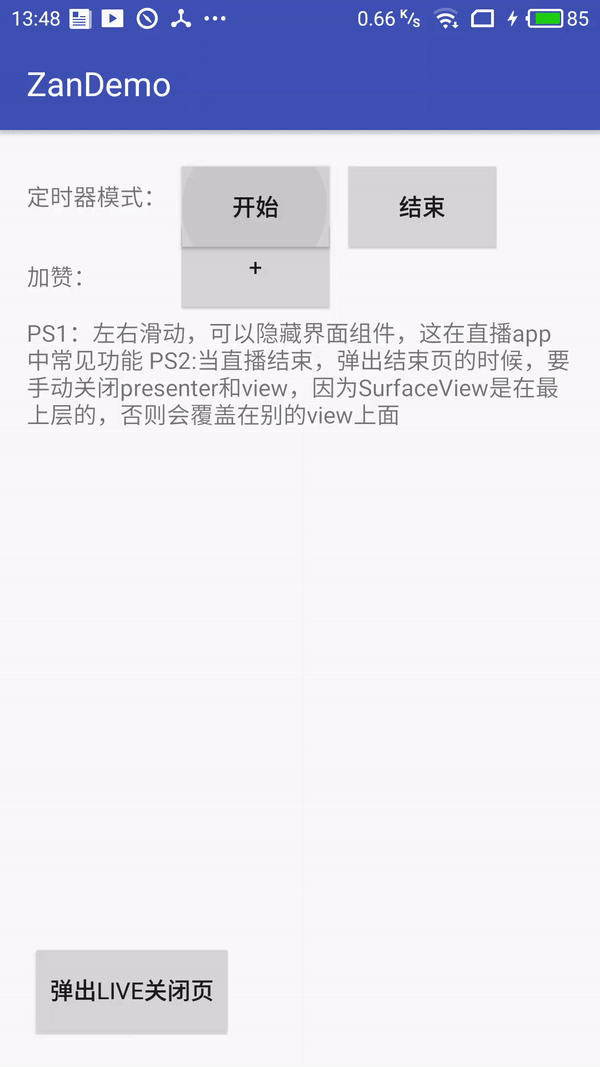 13:48 0.66 K/s 85
ZanDemo
定时器模式： 开始 结束
加赞： +
PS1：左右滑动，可以隐藏界面组件，这在直播app
中常见功能 PS2:当直播结束，弹出结束页的时候，要
手动关闭presenter和view，因为SurfaceView是在最
上层的，否则会覆盖在别的view上面
弹出LIVE关闭页